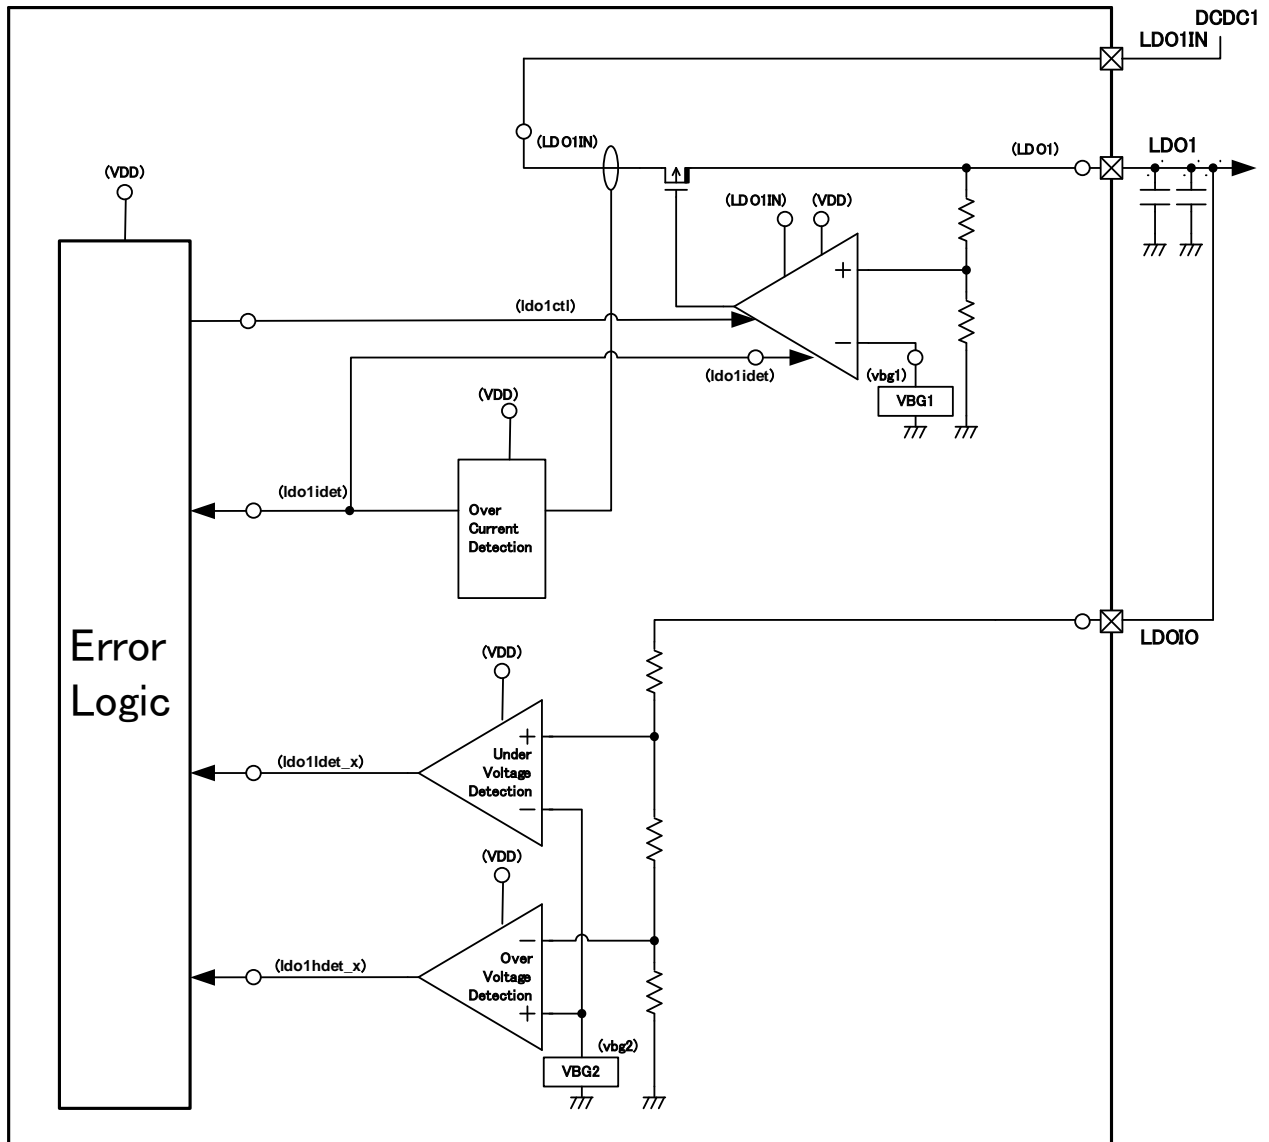 DCDC1
LDO1IN
(LDO1IN)
(LDO1)
LDO1
(VDD)
(LDO1IN)
(VDD)
+
(ldo1ctl)
−
(ldo1idet)
(vbg1)
VBG1
(VDD)
(ldo1idet)
Over
Current
Detection
LDOIO
Error
Logic
(VDD)
+
Under
Voltage
Detection
−
(ldo1ldet_x)
(VDD)
−
Over
Voltage
Detection
+
(ldo1hdet_x)
(vbg2)
VBG2